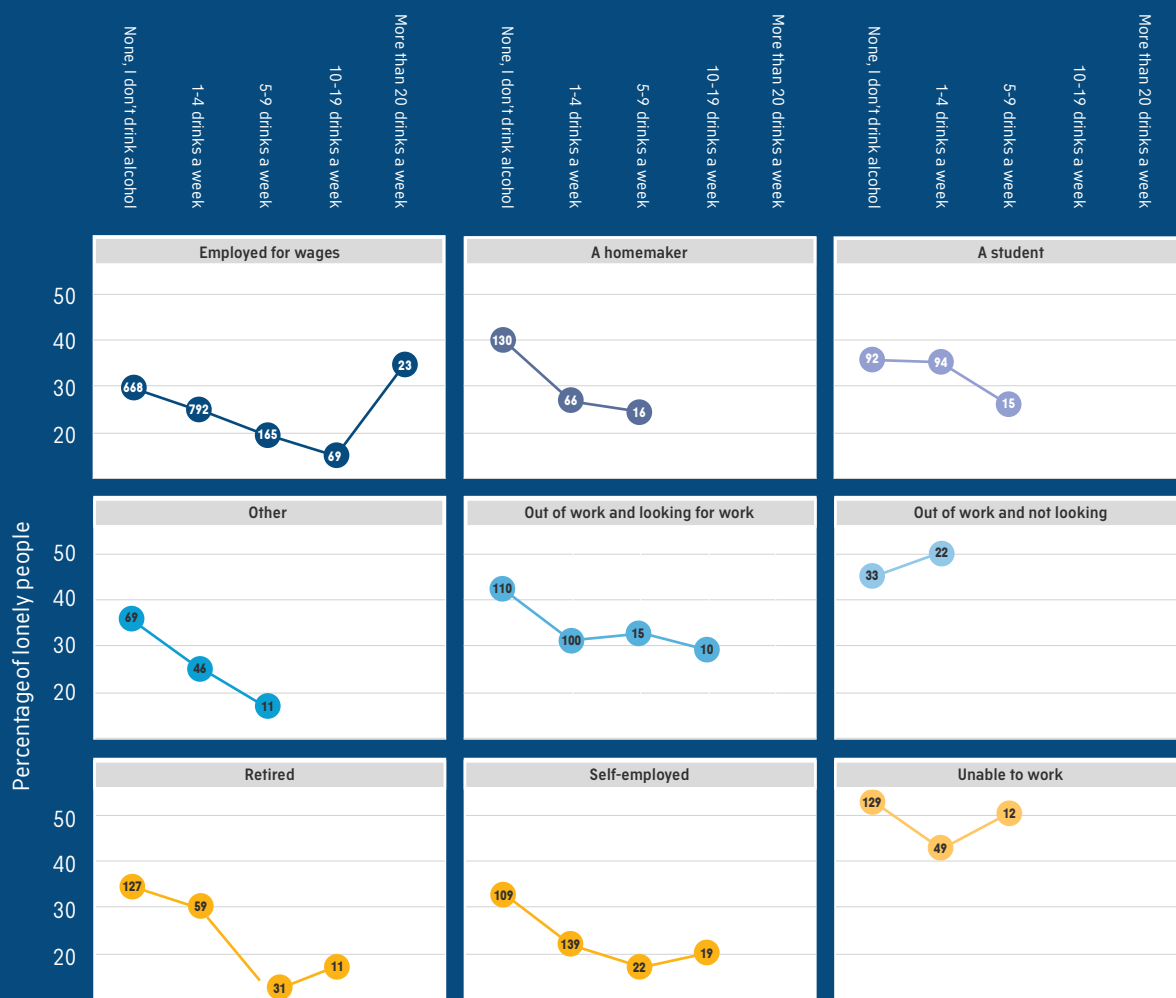 None, I don't drink alcohol
1-4 drinks a week
5-9 drinks a week
10-19 drinks a week
More than 20 drinks a week
None, I don't drink alcohol
1-4 drinks a week
5-9 drinks a week
10-19 drinks a week
More than 20 drinks a week
None, I don't drink alcohol
1-4 drinks a week
5-9 drinks a week
10-19 drinks a week
More than 20 drinks a week
Percentageof lonely people
Employed for wages
A homemaker
A student
50
40
30
20
668
792
165
69
23
130
66
16
92
94
15
Other
Out of work and looking for work
Out of work and not looking
50
40
30
20
69
46
11
110
100
15
10
33
22
Retired
Self-employed
Unable to work
50
40
30
20
127
59
31
11
109
139
22
19
129
49
12